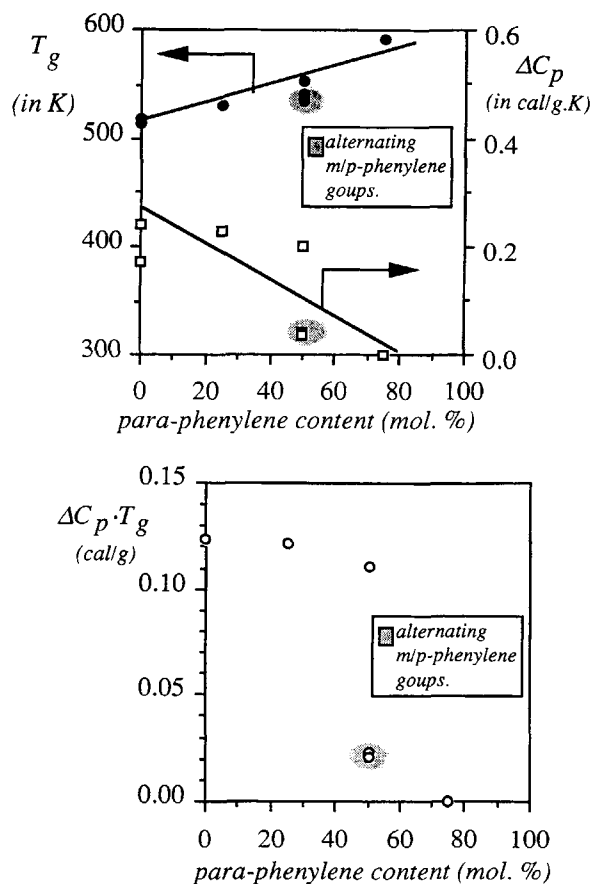 600
T_g
(in K)
500
400
300
0.6
ΔC_p
(in cal/g.K)
0.4
0.2
0.0
alternating
m/p-phenylene
goups.
0 20 40 60 80 100
para-phenylene content (mol. %)
0.15
ΔC_p·T_g
(cal/g)
0.10
0.05
0.00
alternating
m/p-phenylene
goups.
0 20 40 60 80 100
para-phenylene content (mol. %)